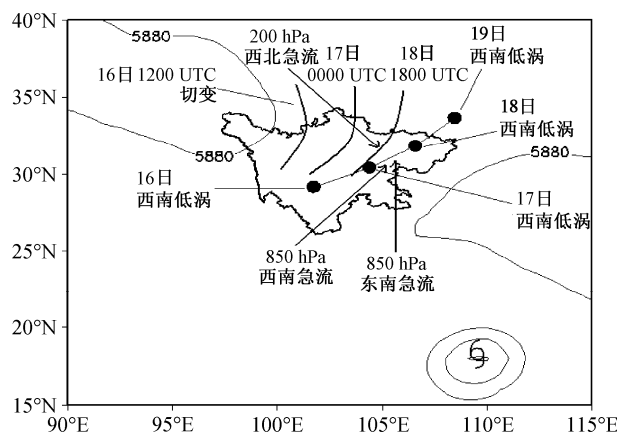 40°N
5880
200 hPa
西北急流
17日
0000 UTC
18日
1800 UTC
19日
西南低涡
16日 1200 UTC
切变
35°N
18日
西南低涡
5880
5880
30°N
16日
西南低涡
17日
西南低涡
850 hPa
西南急流
850 hPa
东南急流
25°N
20°N
15°N
90°E
95°E
100°E
105°E
110°E
115°E